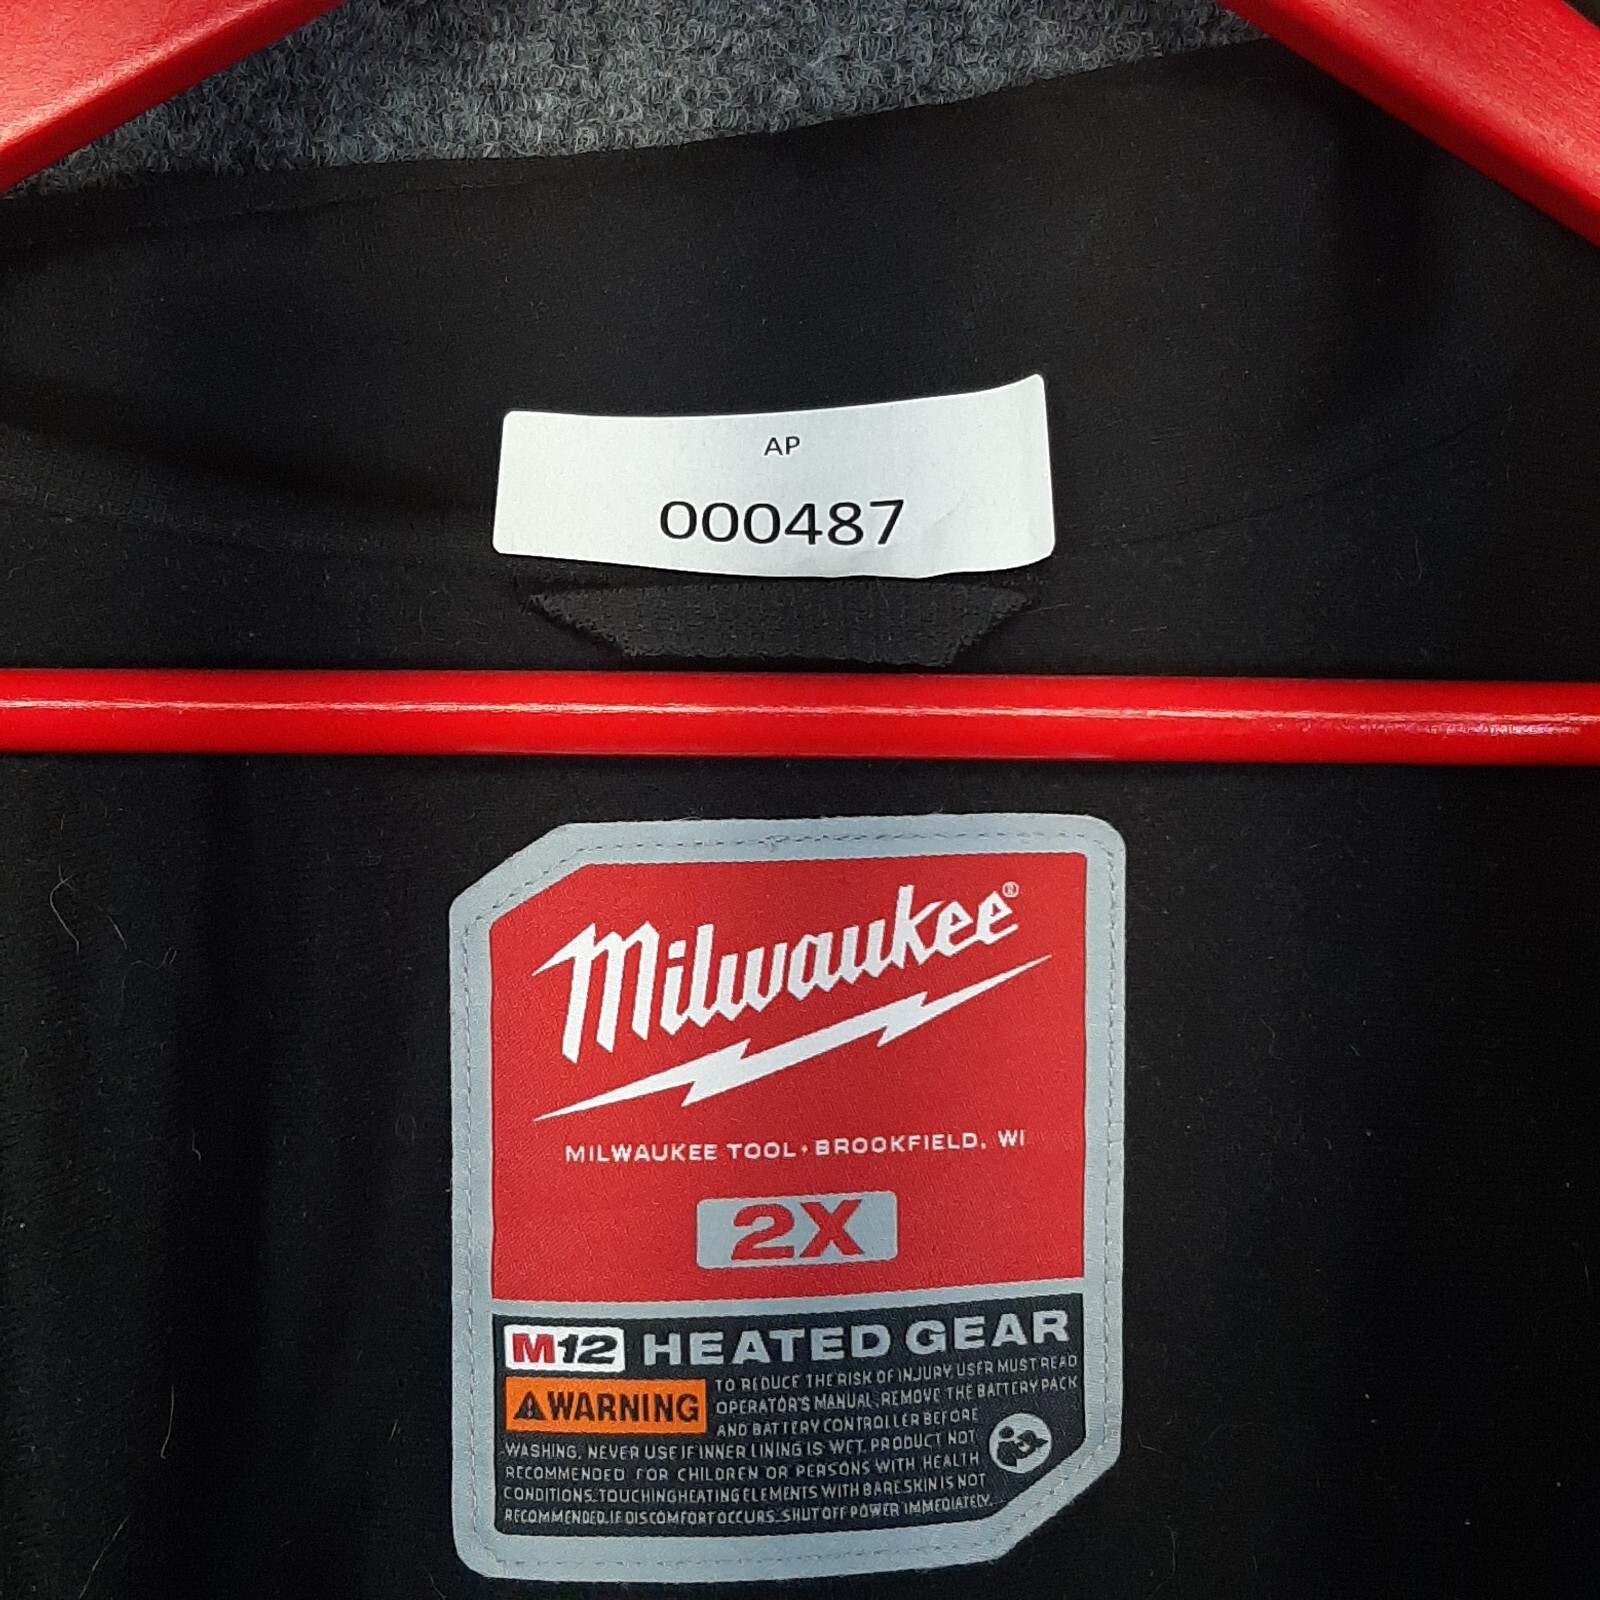 AP
000487
Milwaukee®
MILWAUKEE TOOL • BROOKFIELD, WI
2X
M12 HEATED GEAR
WARNING
TO REDUCE THE RISK OF INJURY, USER MUST READ
OPERATOR'S MANUAL. REMOVE THE BATTERY PACK
AND BATTERY CONTROLLER BEFORE
WASHING. NEVER USE IF INNER LINING IS WET. PRODUCT NOT
RECOMMENDED FOR CHILDREN OR PERSONS WITH HEALTH
CONDITIONS. TOUCHING HEATING ELEMENTS WITH BARE SKIN IS NOT
RECOMMENDED. IF DISCOMFORT OCCURS, SHUT OFF POWER IMMEDIATELY.